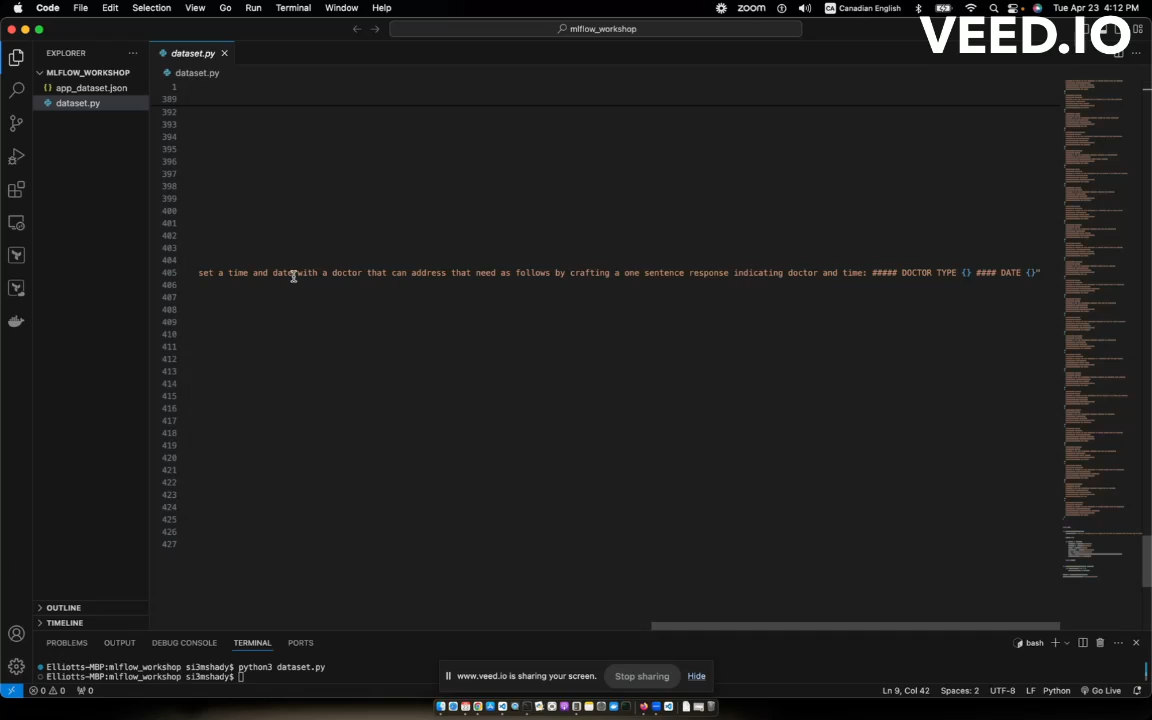 Code File Edit Selection View Go Run Terminal Window Help zoom Canadian English Tue Apr 23 4:12 PM
mlflow_workshop
VEED.IO
EXPLORER
dataset.py
MLFLOW_WORKSHOP
app_dataset.json
dataset.py
dataset.py
1
389
392
393
394
395
396
397
398
399
400
401
402
403
404
405 set a time and date with a doctor that can address that need as follows by crafting a one sentence response indicating doctor and time: ##### DOCTOR TYPE {} #### DATE {}"
406
407
408
409
410
411
412
413
414
415
416
417
418
419
420
421
422
423
424
425
426
427
OUTLINE
TIMELINE
PROBLEMS OUTPUT DEBUG CONSOLE TERMINAL PORTS
bash
Elliotts-MBP:mlflow_workshop si3mshady$ python3 dataset.py
Elliotts-MBP:mlflow_workshop si3mshady$
www.veed.io is sharing your screen. Stop sharing Hide
0 0 0 Ln 9, Col 42 Spaces: 2 UTF-8 LF Python Go Live